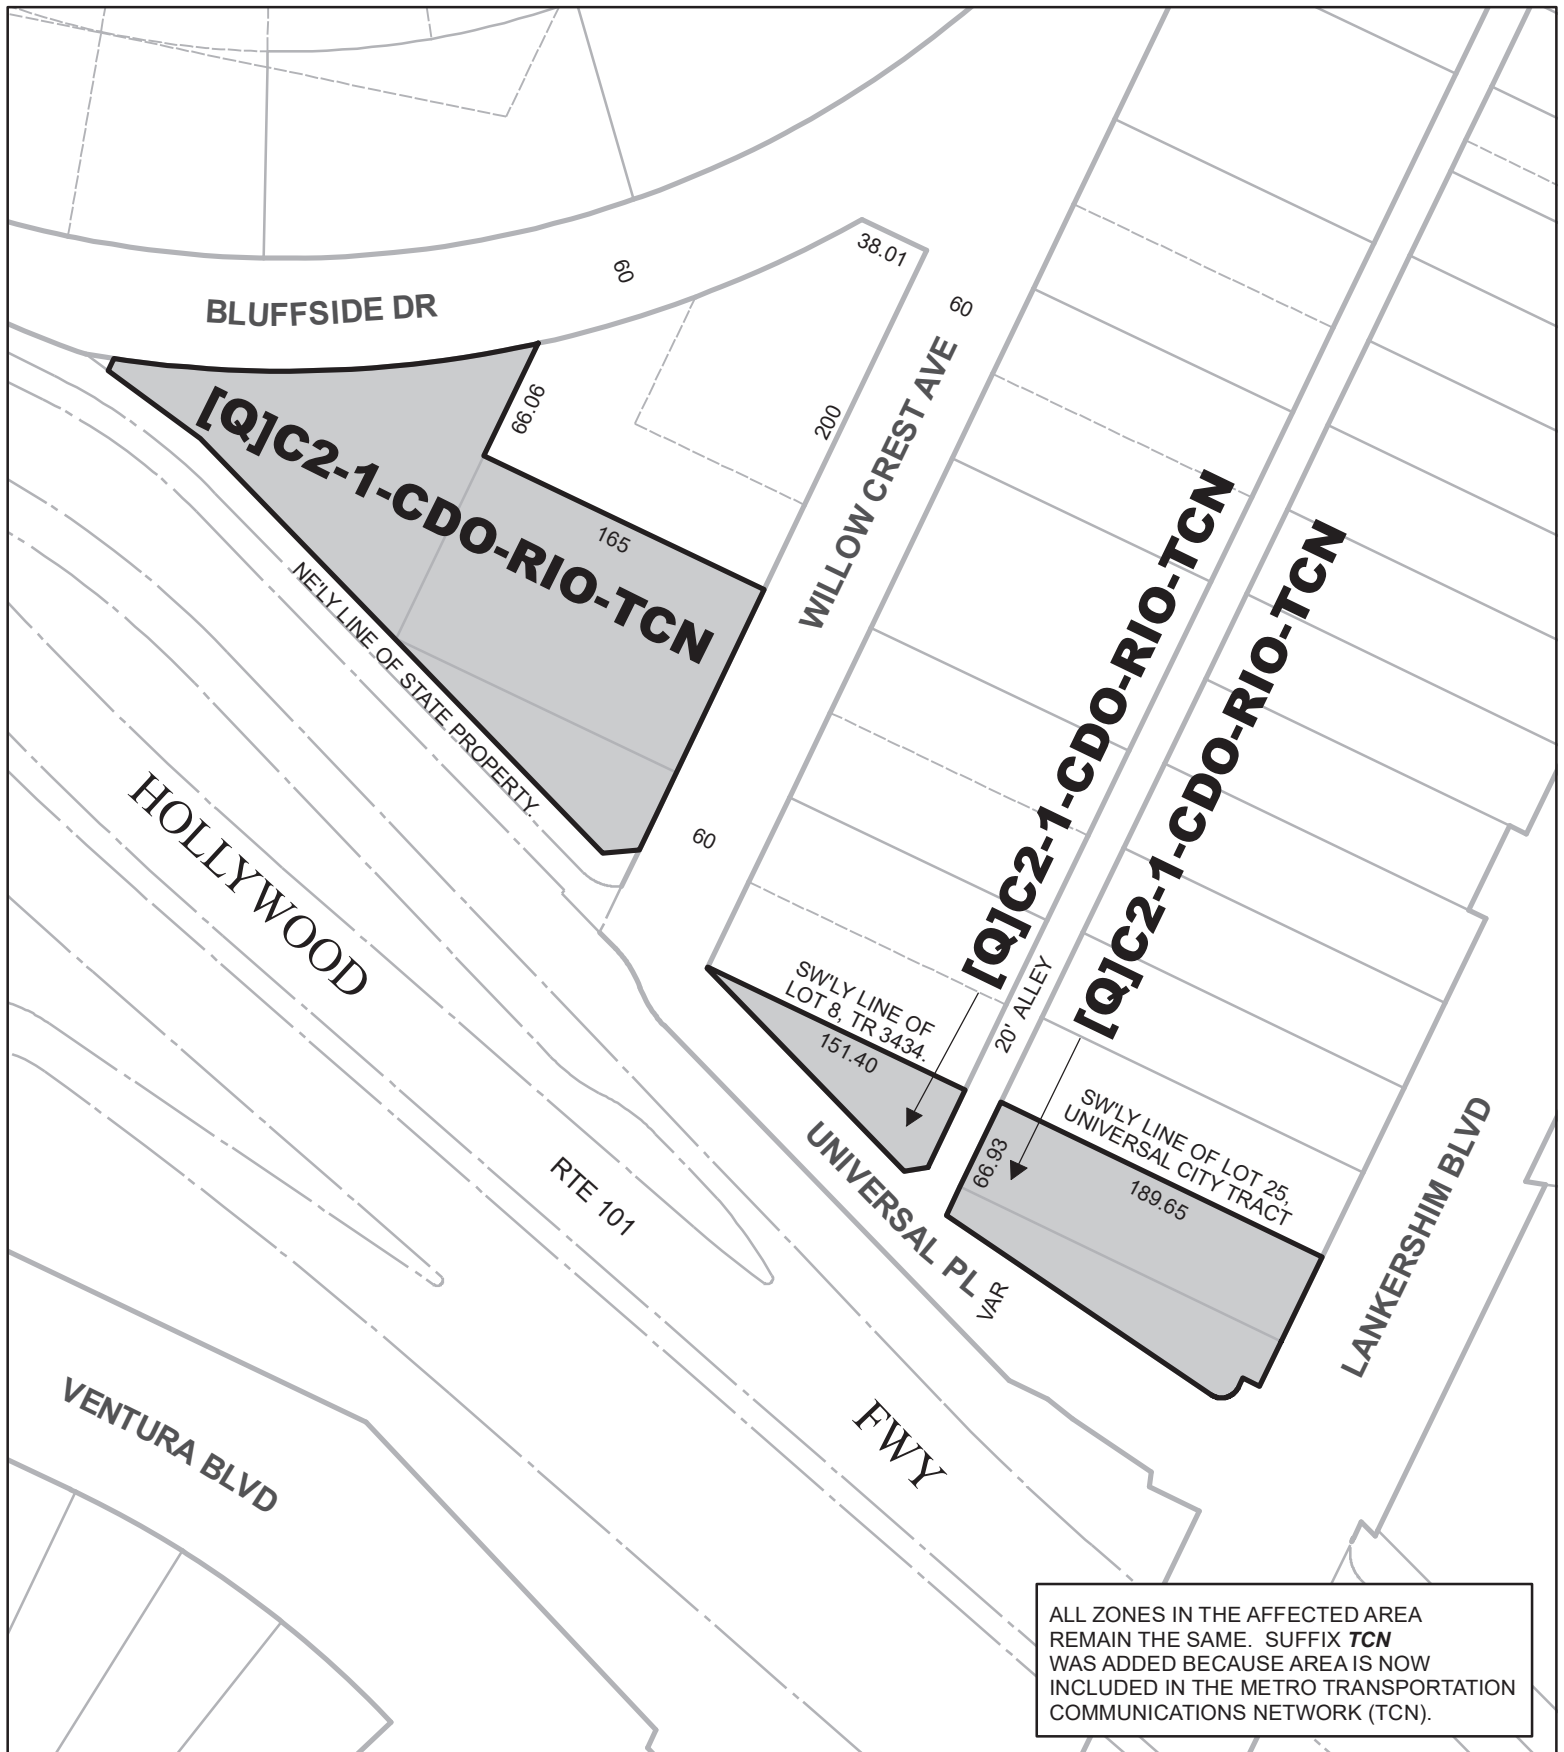 38.01
60
60
BLUFFSIDE DR
WILLOW CREST AVE
66.06
200
[Q]C2-1-CDO-RIO-TCN
165
[Q]C2-1-CDO-RIO-TCN
[Q]C2-1-CDO-RIO-TCN
NE'LY LINE OF STATE PROPERTY.
HOLLYWOOD
60
SW'LY LINE OF
LOT 8, TR 3434.
151.40
20' ALLEY
SW'LY LINE OF LOT 25,
UNIVERSAL CITY TRACT
189.65
66.93
LANKERSHIM BLVD
UNIVERSAL PL
VAR
RTE 101
FWY
VENTURA BLVD
ALL ZONES IN THE AFFECTED AREA
REMAIN THE SAME. SUFFIX TCN
WAS ADDED BECAUSE AREA IS NOW
INCLUDED IN THE METRO TRANSPORTATION
COMMUNICATIONS NETWORK (TCN).